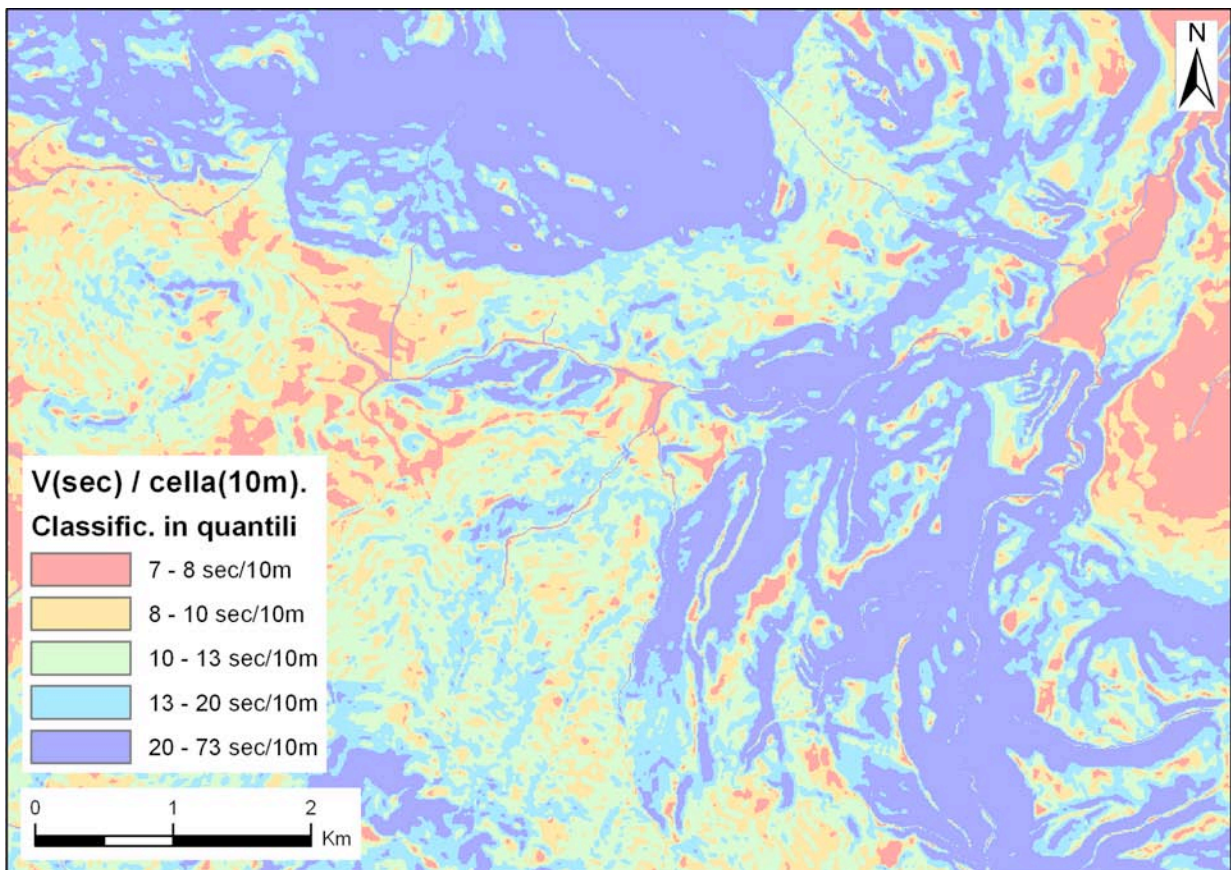 N
V(sec) / cella(10m).
Classific. in quantili
7 - 8 sec/10m
8 - 10 sec/10m
10 - 13 sec/10m
13 - 20 sec/10m
20 - 73 sec/10m
0 1 2
Km